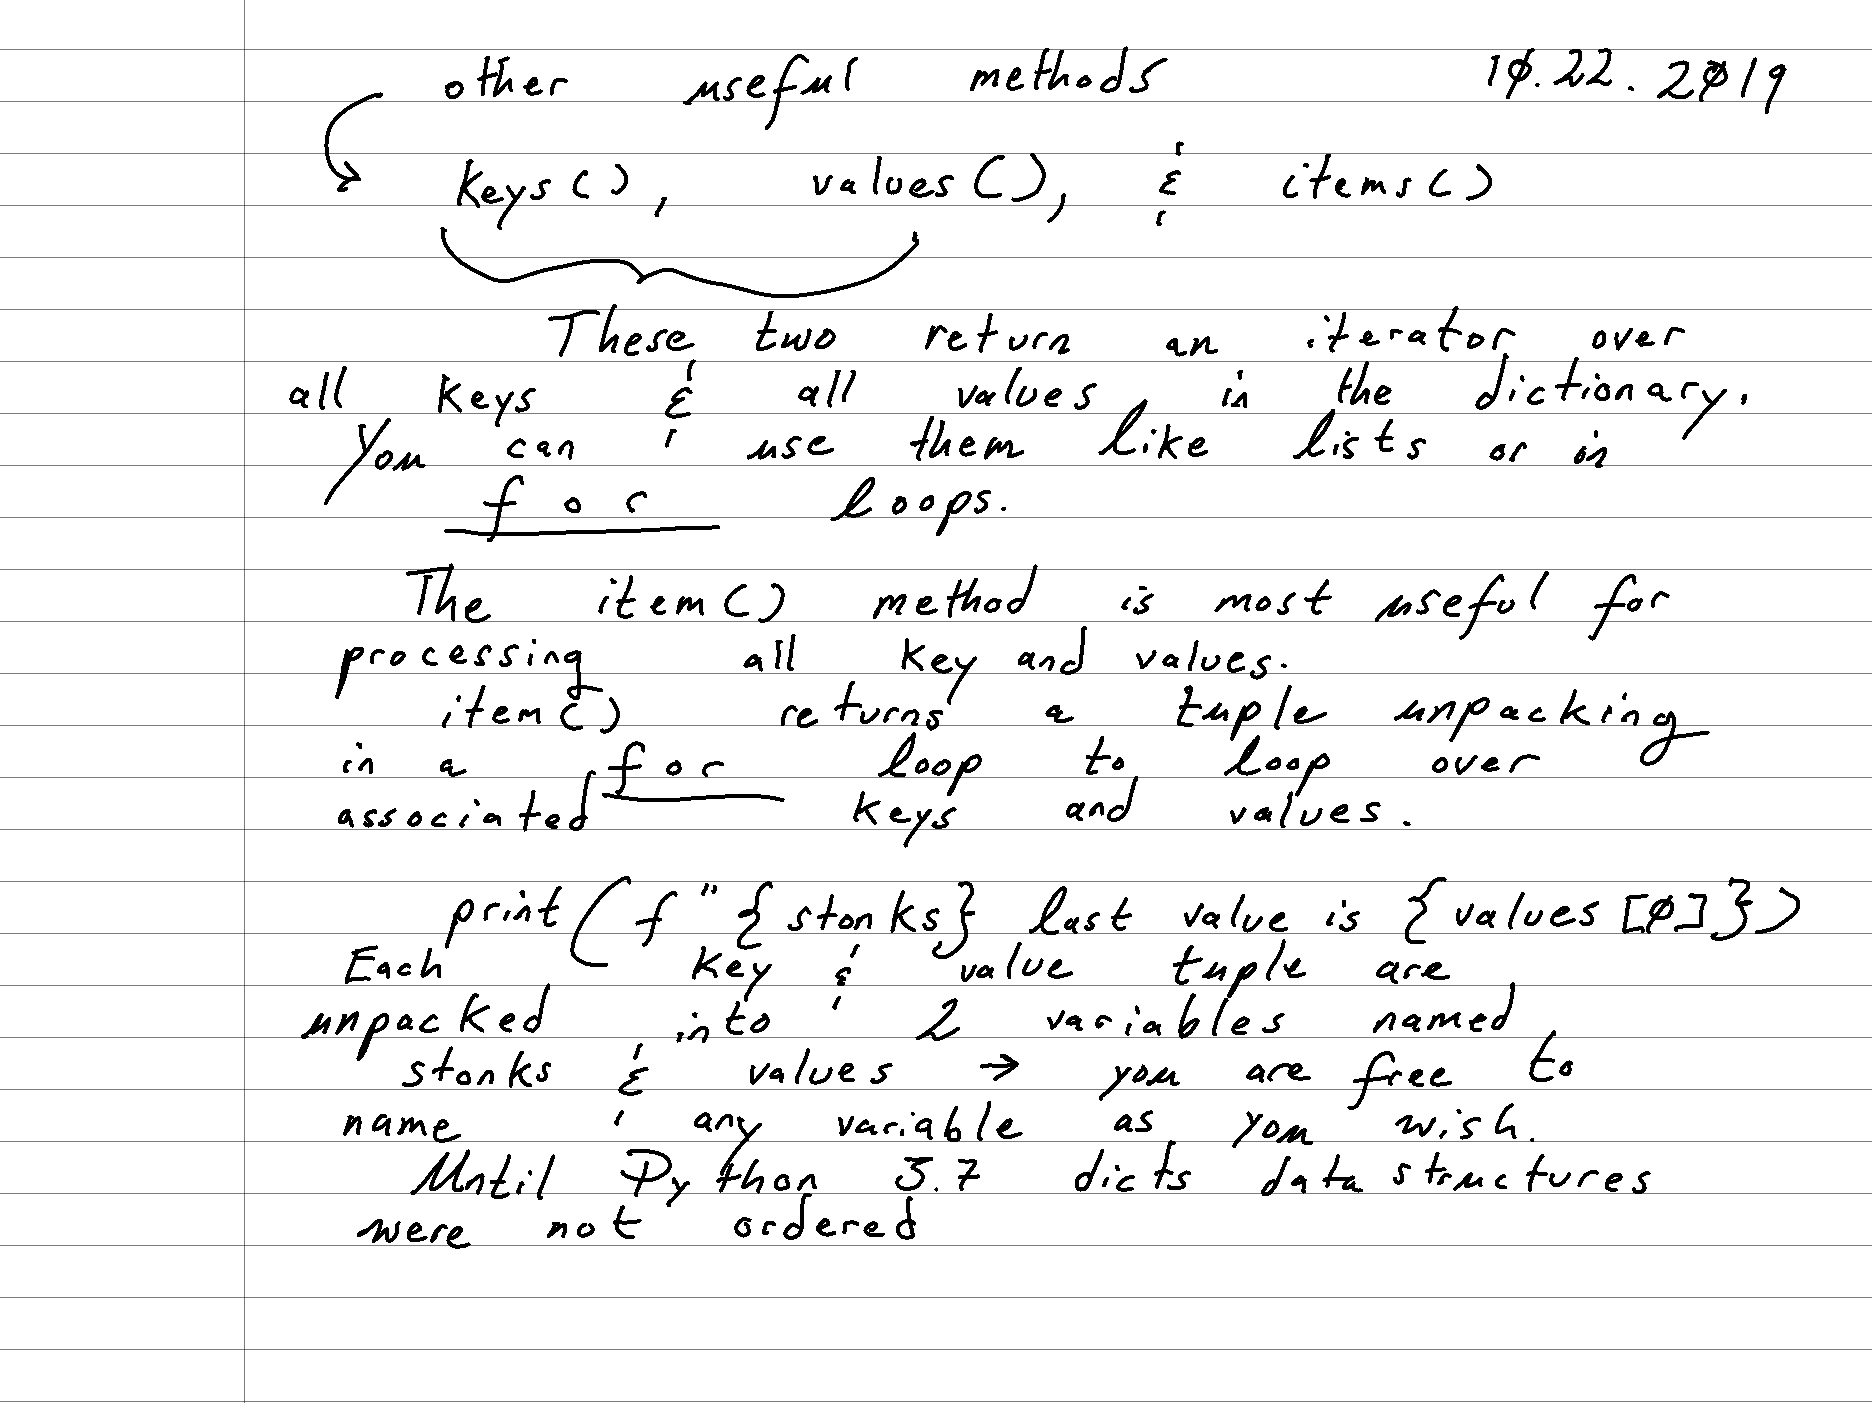 other useful methods 10.22.2019
keys(), values(), & items()
These two return an iterator over
all keys & all values in the dictionary.
You can use them like lists or in
for loops.
The item() method is most useful for
processing all key and values.
item() returns a tuple unpacking
in a for loop to loop over
associated keys and values.
print(f"{stonks} last value is {values[0]})
Each key & value tuple are
unpacked into 2 variables named
stonks & values → you are free to
name any variable as you wish.
Until Python 3.7 dicts data structures
were not ordered